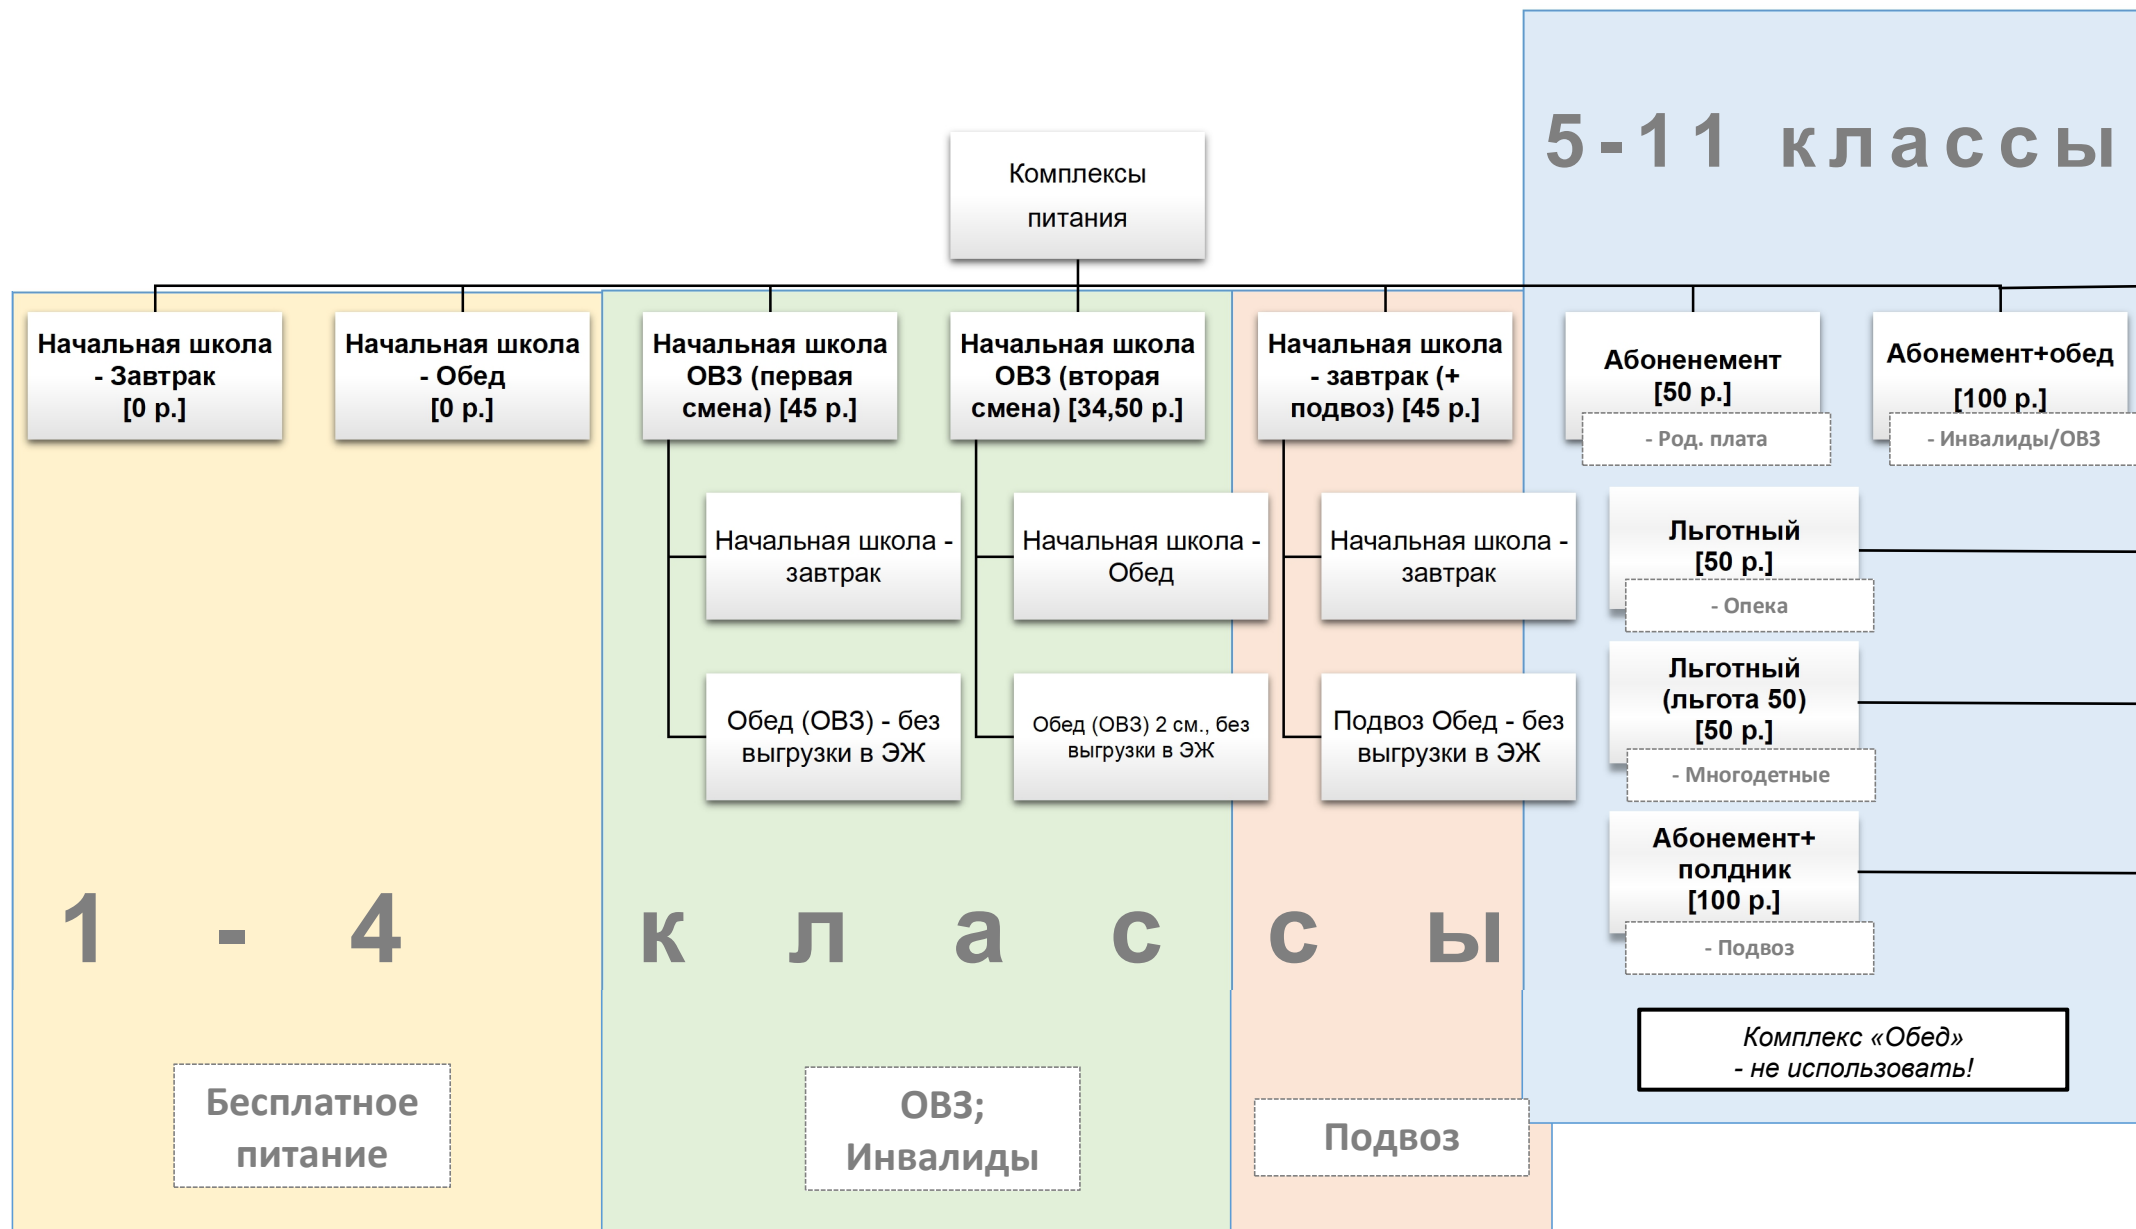 5-11 классы
Комплексы
питания
Начальная школа
- Завтрак
[0 р.]
Начальная школа
- Обед
[0 р.]
Начальная школа
ОВЗ (первая
смена) [45 р.]
Начальная школа
ОВЗ (вторая
смена) [34,50 р.]
Начальная школа
- завтрак (+
подвоз) [45 р.]
Абоненемент
[50 р.]
- Род. плата
Абонемент+обед
[100 р.]
- Инвалиды/ОВЗ
Начальная школа -
завтрак
Начальная школа -
Обед
Начальная школа -
завтрак
Льготный
[50 р.]
- Опека
Обед (ОВЗ) - без
выгрузки в ЭЖ
Обед (ОВЗ) 2 см., без
выгрузки в ЭЖ
Подвоз Обед - без
выгрузки в ЭЖ
Льготный
(льгота 50)
[50 р.]
- Многодетные
Абонемент+
полдник
[100 р.]
- Подвоз
1 - 4 классы
Комплекс «Обед»
- не использовать!
Бесплатное
питание
ОВЗ;
Инвалиды
Подвоз